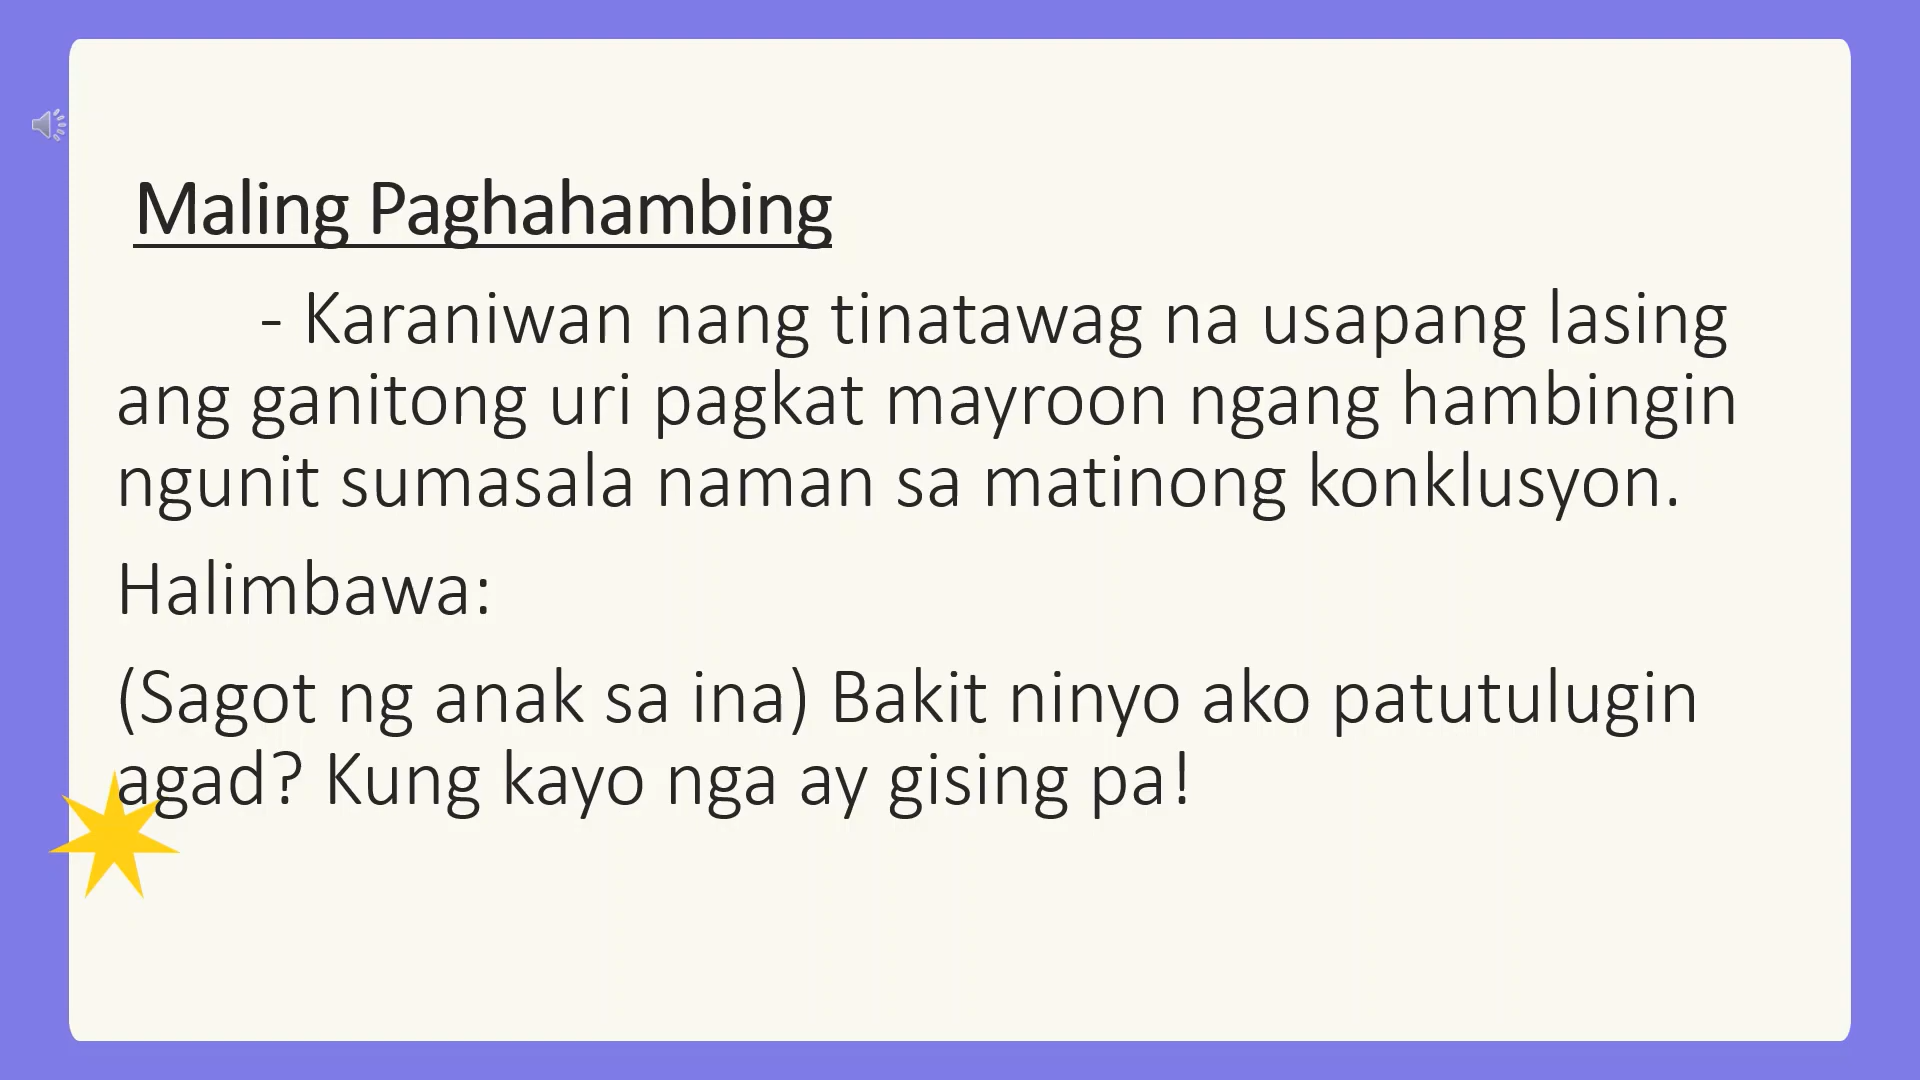 Maling Paghahambing
- Karaniwan nang tinatawag na usapang lasing
ang ganitong uri pagkat mayroon ngang hambingin
ngunit sumasala naman sa matinong konklusyon.
Halimbawa:
(Sagot ng anak sa ina) Bakit ninyo ako patutulugin
agad? Kung kayo nga ay gising pa!